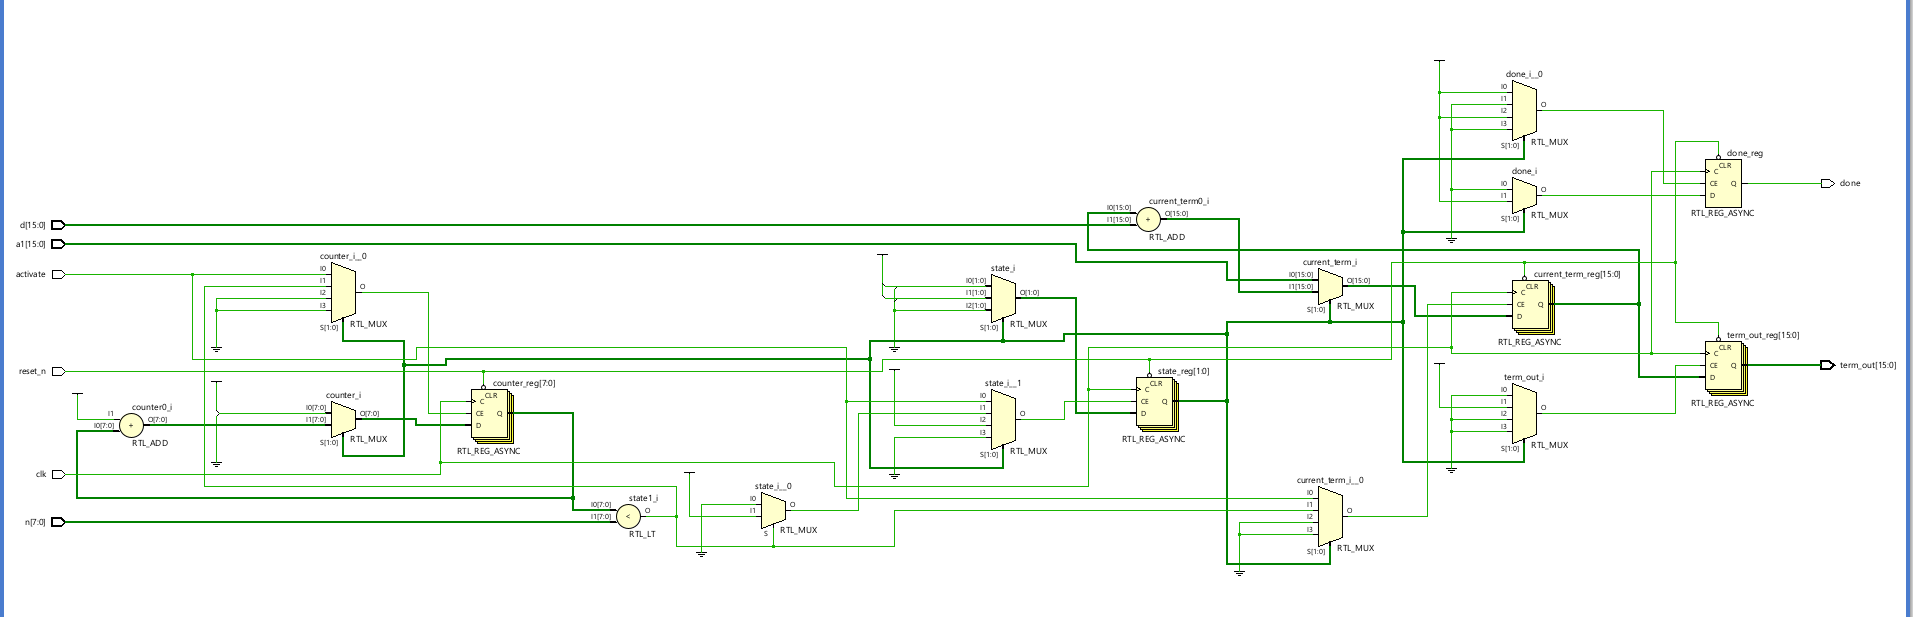 done_i__0
I0
I1
I2
I3
O
S[1:0]
RTL_MUX
done_reg
CLR
C
CE
D
Q
RTL_REG_ASYNC
done
done_i
I0
I1
O
S[1:0]
RTL_MUX
current_term0_i
I0[15:0]
I1[15:0]
+
O[15:0]
RTL_ADD
d[15:0]
a1[15:0]
activate
counter_i__0
I0
I1
I2
I3
O
S[1:0]
RTL_MUX
state_i
I0[1:0]
I1[1:0]
I2[1:0]
O[1:0]
S[1:0]
RTL_MUX
current_term_i
I0[15:0]
I1[15:0]
O[15:0]
S[1:0]
RTL_MUX
current_term_reg[15:0]
CLR
C
CE
D
Q
RTL_REG_ASYNC
term_out_reg[15:0]
CLR
C
CE
D
Q
RTL_REG_ASYNC
term_out[15:0]
reset_n
counter0_i
I1
I0[7:0]
+
O[7:0]
RTL_ADD
counter_i
I0[7:0]
I1[7:0]
O[7:0]
S[1:0]
RTL_MUX
counter_reg[7:0]
CLR
C
CE
D
Q
RTL_REG_ASYNC
state_i__1
I0
I1
I2
I3
O
S[1:0]
RTL_MUX
state_reg[1:0]
CLR
C
CE
D
Q
RTL_REG_ASYNC
term_out_i
I0
I1
I2
I3
O
S[1:0]
RTL_MUX
clk
n[7:0]
state1_i
I0[7:0]
I1[7:0]
<
O
RTL_LT
state_i__0
I0
I1
O
S
RTL_MUX
current_term_i__0
I0
I1
I2
I3
O
S[1:0]
RTL_MUX